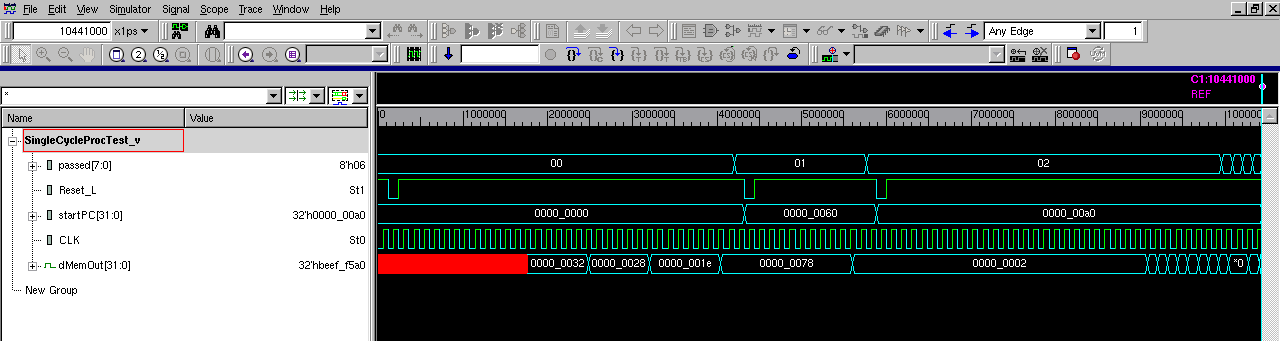 File Edit View Simulator Signal Scope Trace Window Help
10441000 x1ps Any Edge 1
C1:10441000
REF
*
Name Value
0 1000000 2000000 3000000 4000000 5000000 6000000 7000000 8000000 9000000 10000
SingleCycleProcTest_v
passed[7:0] 8'h06 00 01 02
Reset_L St1
startPC[31:0] 32'h0000_00a0 0000_0000 0000_0060 0000_00a0
CLK St0
dMemOut[31:0] 32'hbeef_f5a0 0000_0032 0000_0028 0000_001e 0000_0078 0000_0002 *0
New Group